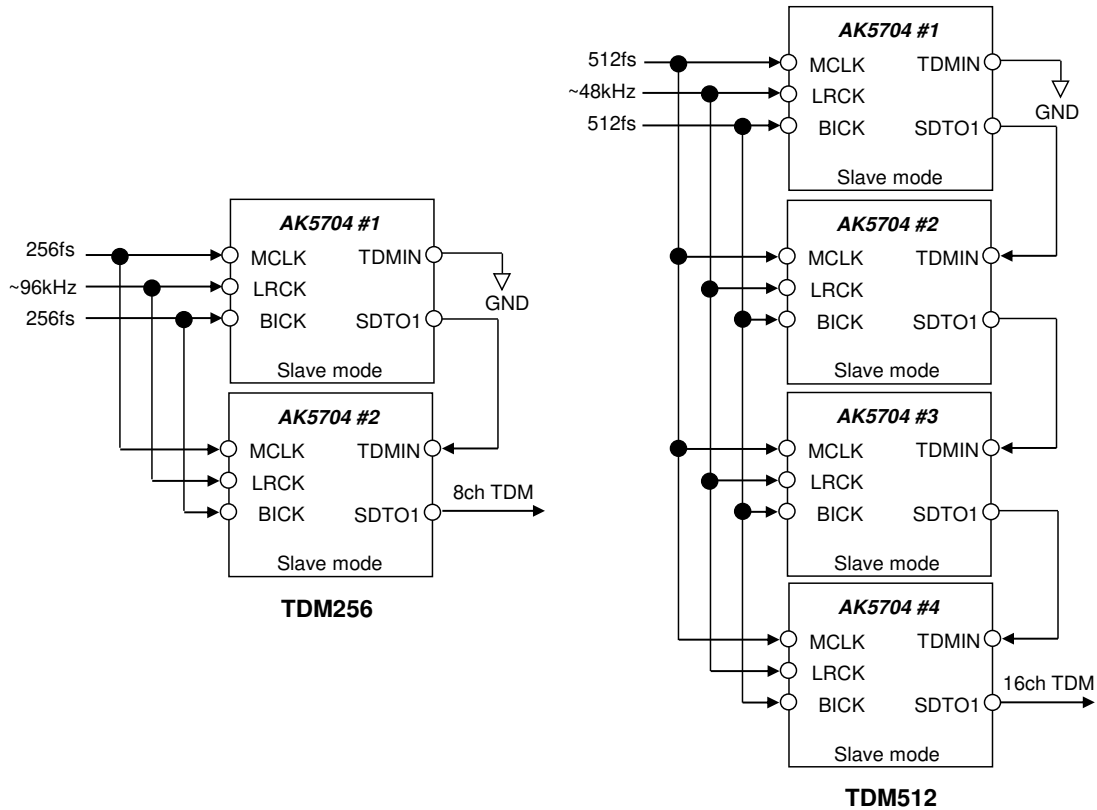 AK5704 #1
256fs
MCLK
TDMIN
~96kHz
LRCK
GND
256fs
BICK
SDTO1
Slave mode
AK5704 #2
MCLK
TDMIN
LRCK
8ch TDM
BICK
SDTO1
Slave mode
TDM256
AK5704 #1
512fs
MCLK
TDMIN
~48kHz
LRCK
GND
512fs
BICK
SDTO1
Slave mode
AK5704 #2
MCLK
TDMIN
LRCK
BICK
SDTO1
Slave mode
AK5704 #3
MCLK
TDMIN
LRCK
BICK
SDTO1
Slave mode
AK5704 #4
MCLK
TDMIN
LRCK
16ch TDM
BICK
SDTO1
Slave mode
TDM512